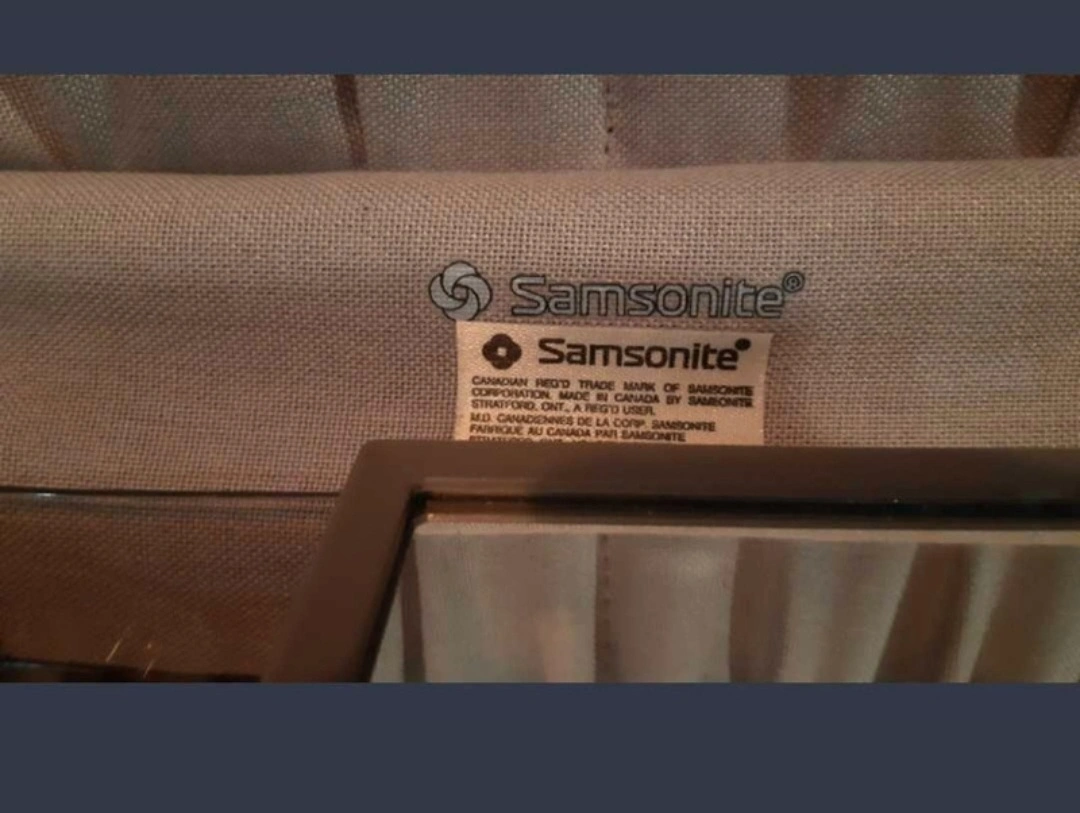 Samsonite®
Samsonite
CANADIAN REG'D TRADE MARK OF SAMSONITE
CORPORATION, MADE IN CANADA BY SAMSONITE
STRATFORD, ONT., A REG'D USER.
M.D. CANADIENNES DE LA CORP. SAMSONITE
FABRIQUE AU CANADA PAR SAMSONITE